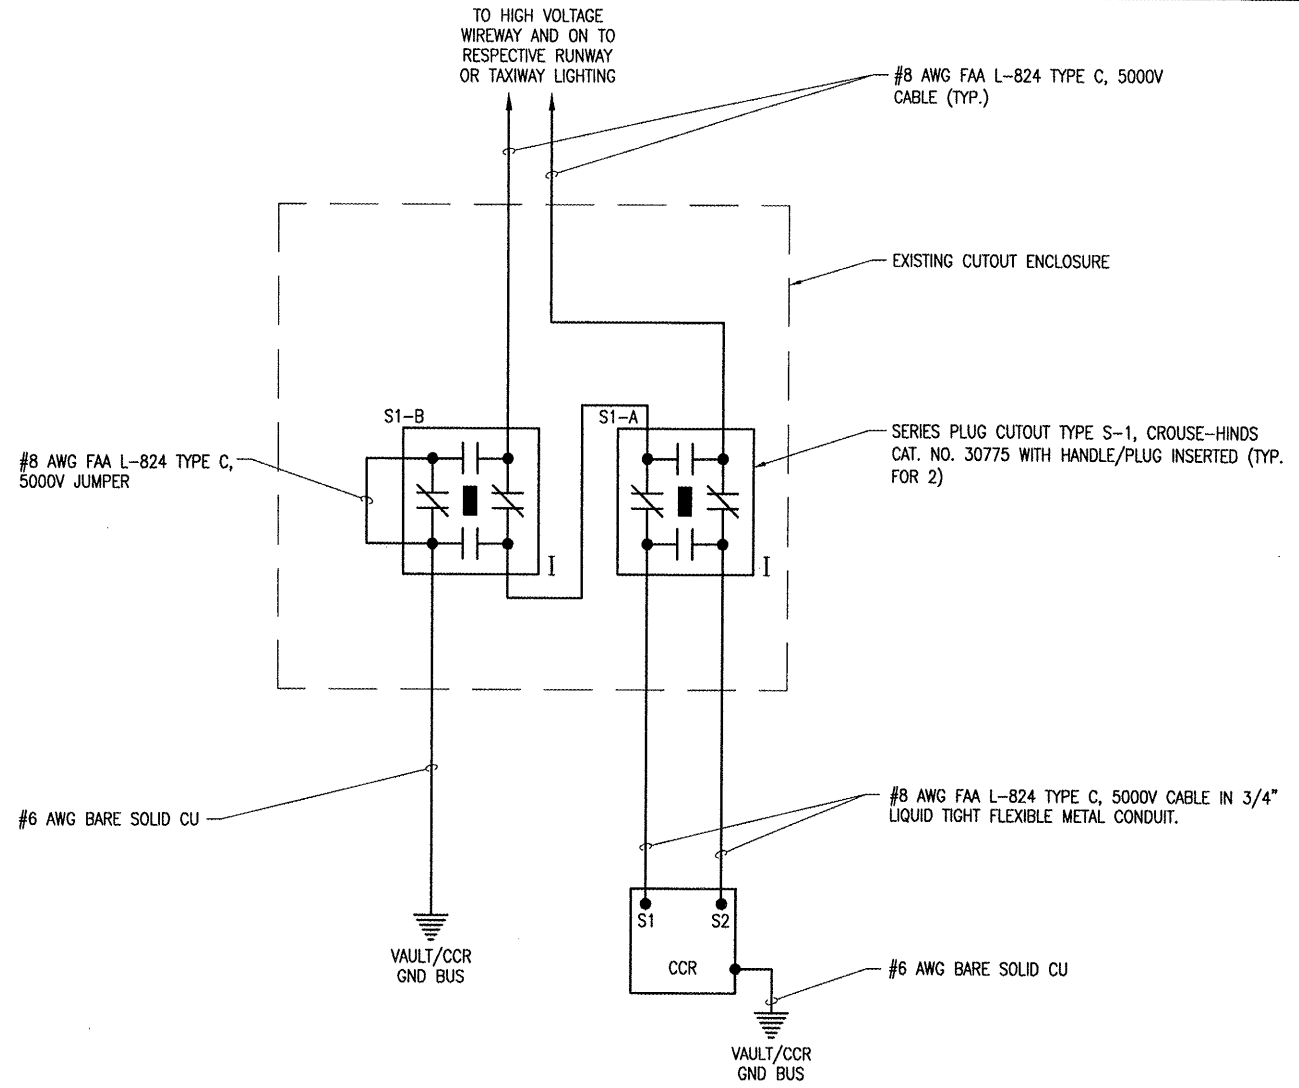 TO HIGH VOLTAGE
WIREWAY AND ON TO
RESPECTIVE RUNWAY
OR TAXIWAY LIGHTING
#8 AWG FAA L-824 TYPE C, 5000V
CABLE (TYP.)
EXISTING CUTOUT ENCLOSURE
S1-B
S1-A
SERIES PLUG CUTOUT TYPE S-1, CROUSE-HINDS
CAT. NO. 30775 WITH HANDLE/PLUG INSERTED (TYP.
FOR 2)
#8 AWG FAA L-824 TYPE C,
5000V JUMPER
I
I
#6 AWG BARE SOLID CU
#8 AWG FAA L-824 TYPE C, 5000V CABLE IN 3/4"
LIQUID TIGHT FLEXIBLE METAL CONDUIT.
S1
S2
VAULT/CCR
GND BUS
CCR
#6 AWG BARE SOLID CU
VAULT/CCR
GND BUS